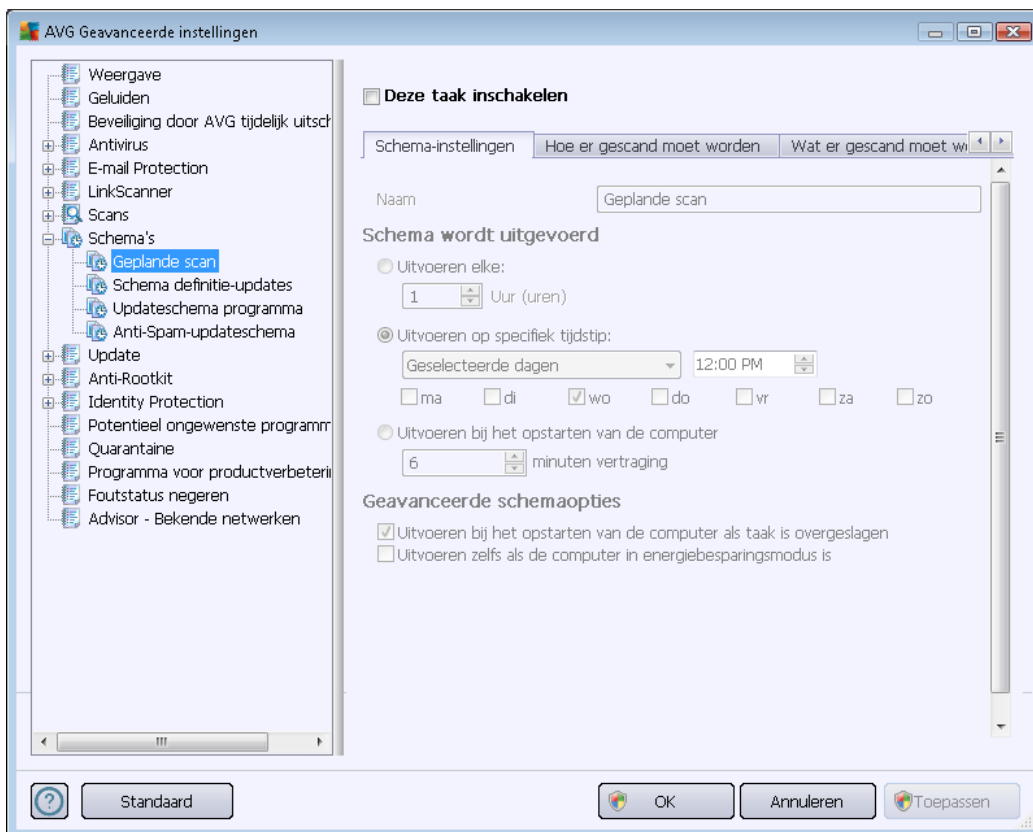 AVG Geavanceerde instellingen
Weergave
Geluiden
Beveiliging door AVG tijdelijk uitsch
Antivirus
E-mail Protection
LinkScanner
Scans
Schema's
Geplande scan
Schema definitie-updates
Updateschema programma
Anti-Spam-updateschema
Update
Anti-Rootkit
Identity Protection
Potentieel ongewenste programm
Quarantaine
Programma voor productverbeterin
Foutstatus negeren
Advisor - Bekende netwerken
Deze taak inschakelen
Schema-instellingen Hoe er gescand moet worden Wat er gescand moet w
Naam Geplande scan
Schema wordt uitgevoerd
Uitvoeren elke:
1 Uur (uren)
Uitvoeren op specifiek tijdstip:
Geselecteerde dagen 12:00 PM
ma di wo do vr za zo
Uitvoeren bij het opstarten van de computer
6 minuten vertraging
Geavanceerde schemaopties
Uitvoeren bij het opstarten van de computer als taak is overgeslagen
Uitvoeren zelfs als de computer in energiebesparingsmodus is
? Standaard OK Annuleren Toepassen